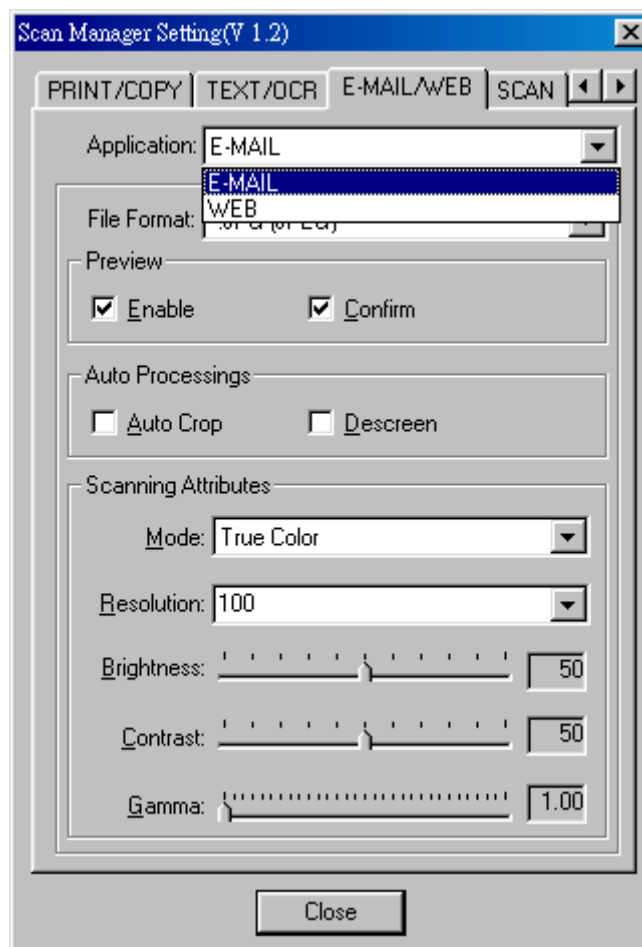 Scan Manager Setting(V 1.2)
PRINT/COPY TEXT/OCR E-MAIL/WEB SCAN
Application: E-MAIL
E-MAIL
WEB
File Format:
Preview
Enable Confirm
Auto Processings
Auto Crop Descreen
Scanning Attributes
Mode: True Color
Resolution: 100
Brightness: 50
Contrast: 50
Gamma: 1.00
Close